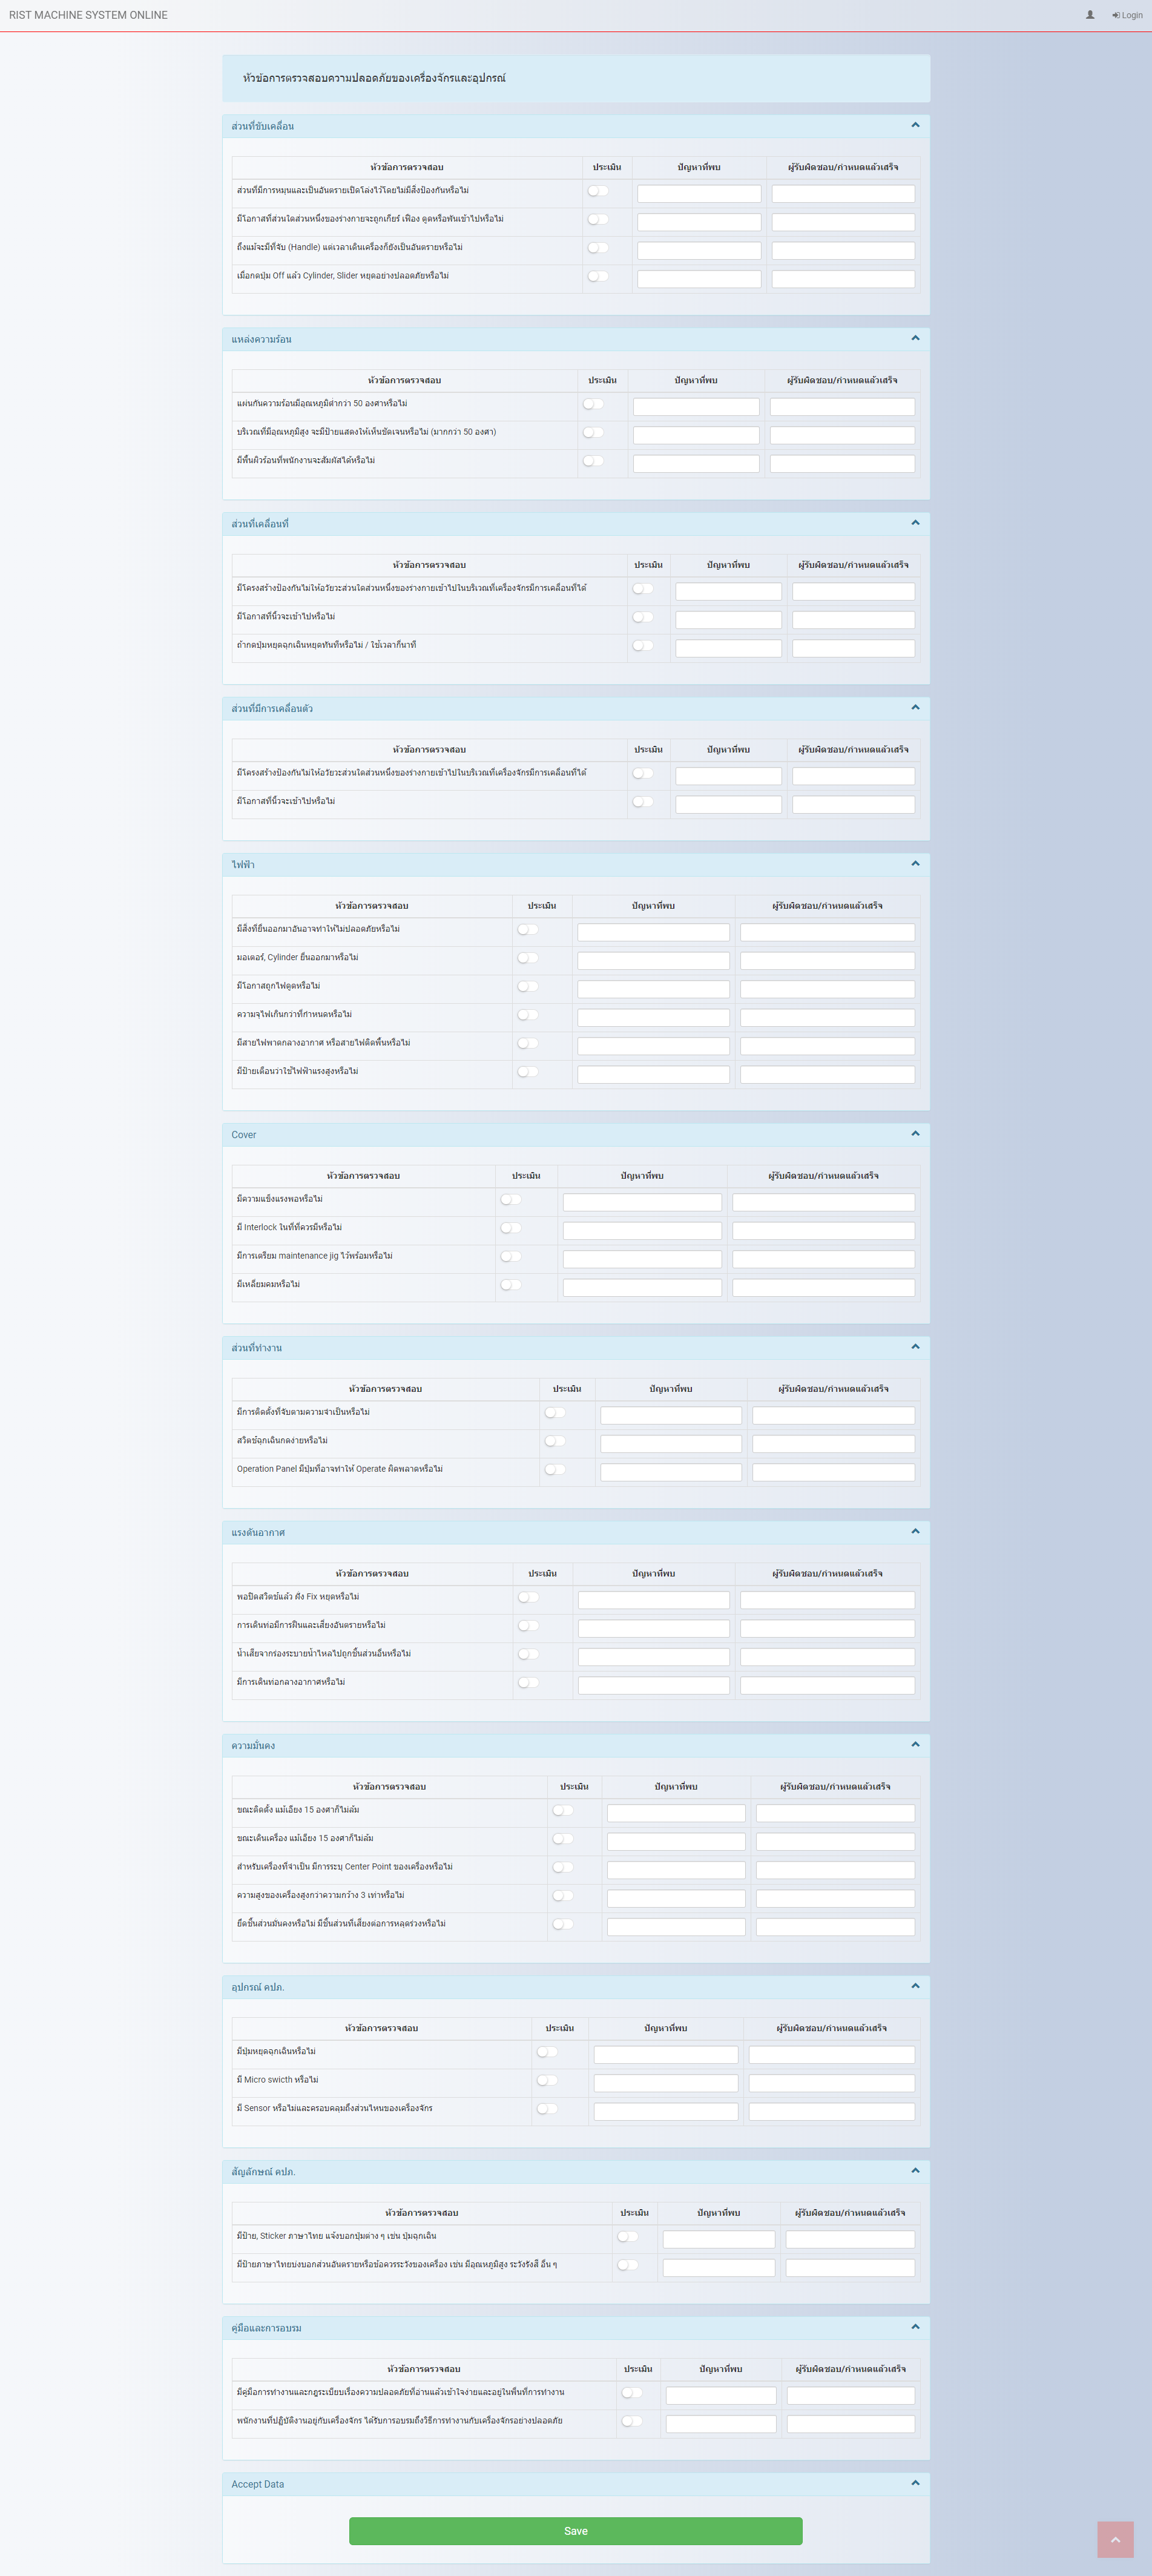 RIST MACHINE SYSTEM ONLINE
Login
หัวข้อการตรวจสอบความปลอดภัยของเครื่องจักรและอุปกรณ์
ส่วนที่ขับเคลื่อน
หัวข้อการตรวจสอบ ประเมิน ปัญหาที่พบ ผู้รับผิดชอบ/กำหนดแล้วเสร็จ
ส่วนที่มีการหมุนและเป็นอันตรายเปิดโล่งไว้โดยไม่มีสิ่งป้องกันหรือไม่
มีโอกาสที่ส่วนใดส่วนหนึ่งของร่างกายจะถูกเกียร์ เฟือง ดูดหรือพันเข้าไปหรือไม่
ถึงแม้จะมีที่จับ (Handle) แต่เวลาเดินเครื่องก็ยังเป็นอันตรายหรือไม่
เมื่อกดปุ่ม Off แล้ว Cylinder, Slider หยุดอย่างปลอดภัยหรือไม่
แหล่งความร้อน
หัวข้อการตรวจสอบ ประเมิน ปัญหาที่พบ ผู้รับผิดชอบ/กำหนดแล้วเสร็จ
แผ่นกันความร้อนมีอุณหภูมิต่ำกว่า 50 องศาหรือไม่
บริเวณที่มีอุณหภูมิสูง จะมีป้ายแสดงให้เห็นชัดเจนหรือไม่ (มากกว่า 50 องศา)
มีพื้นผิวร้อนที่พนักงานจะสัมผัสได้หรือไม่
ส่วนที่เคลื่อนที่
หัวข้อการตรวจสอบ ประเมิน ปัญหาที่พบ ผู้รับผิดชอบ/กำหนดแล้วเสร็จ
มีโครงสร้างป้องกันไม่ให้อวัยวะส่วนใดส่วนหนึ่งของร่างกายเข้าไปในบริเวณที่เครื่องจักรมีการเคลื่อนที่ได้
มีโอกาสที่นิ้วจะเข้าไปหรือไม่
ถ้ากดปุ่มหยุดฉุกเฉินหยุดทันทีหรือไม่ / ใช้เวลากี่นาที
ส่วนที่มีการเคลื่อนตัว
หัวข้อการตรวจสอบ ประเมิน ปัญหาที่พบ ผู้รับผิดชอบ/กำหนดแล้วเสร็จ
มีโครงสร้างป้องกันไม่ให้อวัยวะส่วนใดส่วนหนึ่งของร่างกายเข้าไปในบริเวณที่เครื่องจักรมีการเคลื่อนที่ได้
มีโอกาสที่นิ้วจะเข้าไปหรือไม่
ไฟฟ้า
หัวข้อการตรวจสอบ ประเมิน ปัญหาที่พบ ผู้รับผิดชอบ/กำหนดแล้วเสร็จ
มีสิ่งที่ยื่นออกมาอันอาจทำให้ไม่ปลอดภัยหรือไม่
มอเตอร์, Cylinder ยื่นออกมาหรือไม่
มีโอกาสถูกไฟดูดหรือไม่
ความจุไฟเกินกว่าที่กำหนดหรือไม่
มีสายไฟพาดกลางอากาศ หรือสายไฟติดพื้นหรือไม่
มีป้ายเตือนว่าใช้ไฟฟ้าแรงสูงหรือไม่
Cover
หัวข้อการตรวจสอบ ประเมิน ปัญหาที่พบ ผู้รับผิดชอบ/กำหนดแล้วเสร็จ
มีความแข็งแรงพอหรือไม่
มี Interlock ในที่ที่ควรมีหรือไม่
มีการเตรียม maintenance jig ไว้พร้อมหรือไม่
มีเหลี่ยมคมหรือไม่
ส่วนที่ทำงาน
หัวข้อการตรวจสอบ ประเมิน ปัญหาที่พบ ผู้รับผิดชอบ/กำหนดแล้วเสร็จ
มีการติดตั้งที่จับตามความจำเป็นหรือไม่
สวิตช์ฉุกเฉินกดง่ายหรือไม่
Operation Panel มีปุ่มที่อาจทำให้ Operate ผิดพลาดหรือไม่
แรงดันอากาศ
หัวข้อการตรวจสอบ ประเมิน ปัญหาที่พบ ผู้รับผิดชอบ/กำหนดแล้วเสร็จ
พอปิดสวิตช์แล้ว ฝั่ง Fix หยุดหรือไม่
การเดินท่อมีการฝืนและเสี่ยงอันตรายหรือไม่
น้ำเสียจากร่องระบายน้ำไหลไปถูกชิ้นส่วนอื่นหรือไม่
มีการเดินท่อกลางอากาศหรือไม่
ความมั่นคง
หัวข้อการตรวจสอบ ประเมิน ปัญหาที่พบ ผู้รับผิดชอบ/กำหนดแล้วเสร็จ
ขณะติดตั้ง แม้เอียง 15 องศาก็ไม่ล้ม
ขณะเดินเครื่อง แม้เอียง 15 องศาก็ไม่ล้ม
สำหรับเครื่องที่จำเป็น มีการระบุ Center Point ของเครื่องหรือไม่
ความสูงของเครื่องสูงกว่าความกว้าง 3 เท่าหรือไม่
ยึดชิ้นส่วนมั่นคงหรือไม่ มีชิ้นส่วนที่เสี่ยงต่อการหลุดร่วงหรือไม่
อุปกรณ์ คปภ.
หัวข้อการตรวจสอบ ประเมิน ปัญหาที่พบ ผู้รับผิดชอบ/กำหนดแล้วเสร็จ
มีปุ่มหยุดฉุกเฉินหรือไม่
มี Micro swicth หรือไม่
มี Sensor หรือไม่และครอบคลุมถึงส่วนไหนของเครื่องจักร
สัญลักษณ์ คปภ.
หัวข้อการตรวจสอบ ประเมิน ปัญหาที่พบ ผู้รับผิดชอบ/กำหนดแล้วเสร็จ
มีป้าย, Sticker ภาษาไทย แจ้งบอกปุ่มต่าง ๆ เช่น ปุ่มฉุกเฉิน
มีป้ายภาษาไทยบ่งบอกส่วนอันตรายหรือข้อควรระวังของเครื่อง เช่น มีอุณหภูมิสูง ระวังรังสี อื่น ๆ
คู่มือและการอบรม
หัวข้อการตรวจสอบ ประเมิน ปัญหาที่พบ ผู้รับผิดชอบ/กำหนดแล้วเสร็จ
มีคู่มือการทำงานและกฎระเบียบเรื่องความปลอดภัยที่อ่านแล้วเข้าใจง่ายและอยู่ในพื้นที่การทำงาน
พนักงานที่ปฏิบัติงานอยู่กับเครื่องจักร ได้รับการอบรมถึงวิธีการทำงานกับเครื่องจักรอย่างปลอดภัย
Accept Data
Save